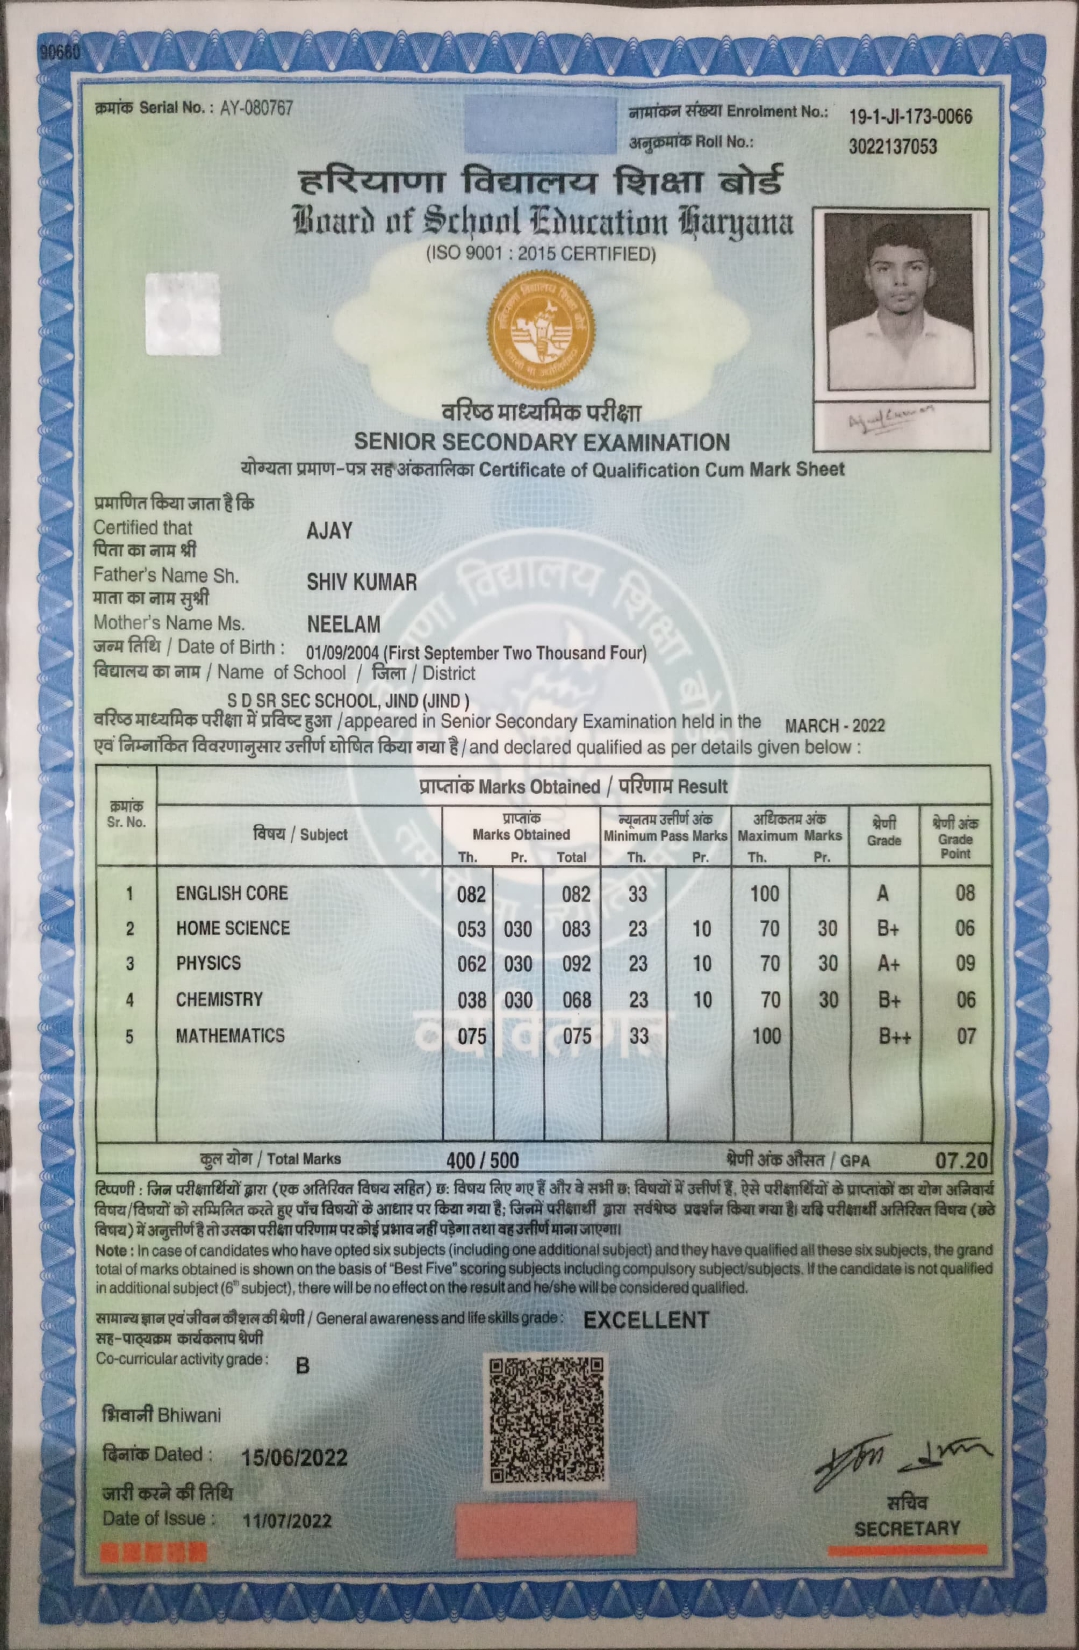 90660
क्रमांक Serial No. : AY-080767
नामांकन संख्या Enrolment No.: 19-1-JI-173-0066
अनुक्रमांक Roll No.: 3022137053
हरियाणा विद्यालय शिक्षा बोर्ड
Board of School Education Haryana
(ISO 9001 : 2015 CERTIFIED)
हरियाणा विद्यालय शिक्षा बोर्ड
तमसो मा ज्योतिर्गमय
Ajay Kumar
वरिष्ठ माध्यमिक परीक्षा
SENIOR SECONDARY EXAMINATION
योग्यता प्रमाण-पत्र सह अंकतालिका Certificate of Qualification Cum Mark Sheet
प्रमाणित किया जाता है कि
Certified that AJAY
पिता का नाम श्री
Father's Name Sh. SHIV KUMAR
माता का नाम सुश्री
Mother's Name Ms. NEELAM
जन्म तिथि / Date of Birth : 01/09/2004 (First September Two Thousand Four)
विद्यालय का नाम / Name of School / जिला / District
S D SR SEC SCHOOL, JIND (JIND )
वरिष्ठ माध्यमिक परीक्षा में प्रविष्ट हुआ /appeared in Senior Secondary Examination held in the MARCH - 2022
एवं निम्नांकित विवरणानुसार उत्तीर्ण घोषित किया गया है / and declared qualified as per details given below :
प्राप्तांक Marks Obtained / परिणाम Result
क्रमांक Sr. No. विषय / Subject प्राप्तांक Marks Obtained न्यूनतम उत्तीर्ण अंक Minimum Pass Marks अधिकतम अंक Maximum Marks श्रेणी Grade श्रेणी अंक Grade Point
Th. Pr. Total Th. Pr. Th. Pr.
1 ENGLISH CORE 082 082 33 100 A 08
2 HOME SCIENCE 053 030 083 23 10 70 30 B+ 06
3 PHYSICS 062 030 092 23 10 70 30 A+ 09
4 CHEMISTRY 038 030 068 23 10 70 30 B+ 06
5 MATHEMATICS 075 075 33 100 B++ 07
व्यक्तिगत
कुल योग / Total Marks 400 / 500 श्रेणी अंक औसत / GPA 07.20
टिप्पणी : जिन परीक्षार्थियों द्वारा (एक अतिरिक्त विषय सहित) छः विषय लिए गए हैं और वे सभी छः विषयों में उत्तीर्ण हैं, ऐसे परीक्षार्थियों के प्राप्तांकों का योग अनिवार्य
विषय/विषयों को सम्मिलित करते हुए पाँच विषयों के आधार पर किया गया है; जिनमें परीक्षार्थी द्वारा सर्वश्रेष्ठ प्रदर्शन किया गया है। यदि परीक्षार्थी अतिरिक्त विषय (छठे
विषय) में अनुत्तीर्ण है तो उसका परीक्षा परिणाम पर कोई प्रभाव नहीं पड़ेगा तथा वह उत्तीर्ण माना जाएगा।
Note : In case of candidates who have opted six subjects (including one additional subject) and they have qualified all these six subjects, the grand
total of marks obtained is shown on the basis of "Best Five" scoring subjects including compulsory subject/subjects. If the candidate is not qualified
in additional subject (6th subject), there will be no effect on the result and he/she will be considered qualified.
सामान्य ज्ञान एवं जीवन कौशल की श्रेणी / General awareness and life skills grade : EXCELLENT
सह-पाठ्यक्रम कार्यकलाप श्रेणी
Co-curricular activity grade : B
भिवानी Bhiwani
दिनांक Dated : 15/06/2022
जारी करने की तिथि
Date of Issue : 11/07/2022
सचिव
SECRETARY